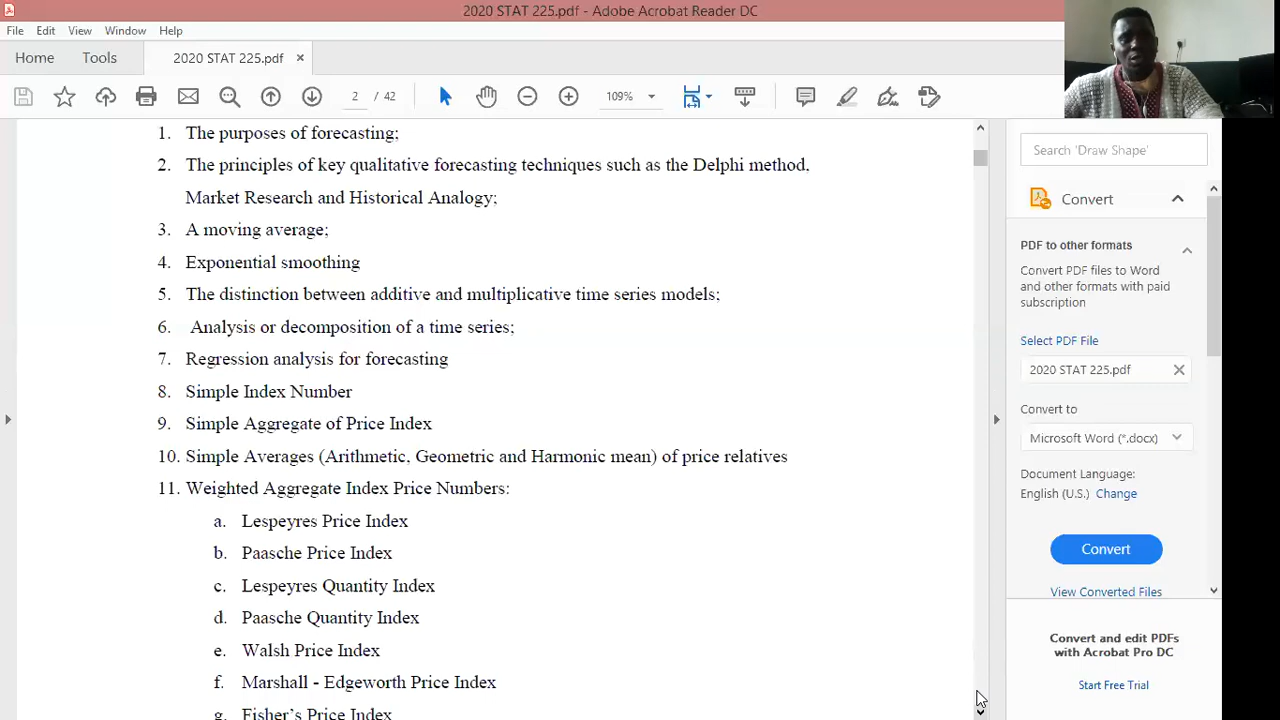 2020 STAT 225.pdf - Adobe Acrobat Reader DC
File Edit View Window Help
Home Tools 2020 STAT 225.pdf ×
2 / 42 109%
1. The purposes of forecasting;
2. The principles of key qualitative forecasting techniques such as the Delphi method,
Market Research and Historical Analogy;
3. A moving average;
4. Exponential smoothing
5. The distinction between additive and multiplicative time series models;
6. Analysis or decomposition of a time series;
7. Regression analysis for forecasting
8. Simple Index Number
9. Simple Aggregate of Price Index
10. Simple Averages (Arithmetic, Geometric and Harmonic mean) of price relatives
11. Weighted Aggregate Index Price Numbers:
a. Lespeyres Price Index
b. Paasche Price Index
c. Lespeyres Quantity Index
d. Paasche Quantity Index
e. Walsh Price Index
f. Marshall - Edgeworth Price Index
g. Fisher's Price Index
Search 'Draw Shape'
Convert
PDF to other formats
Convert PDF files to Word
and other formats with paid
subscription
Select PDF File
2020 STAT 225.pdf
Convert to
Microsoft Word (*.docx)
Document Language:
English (U.S.) Change
Convert
View Converted Files
Convert and edit PDFs
with Acrobat Pro DC
Start Free Trial